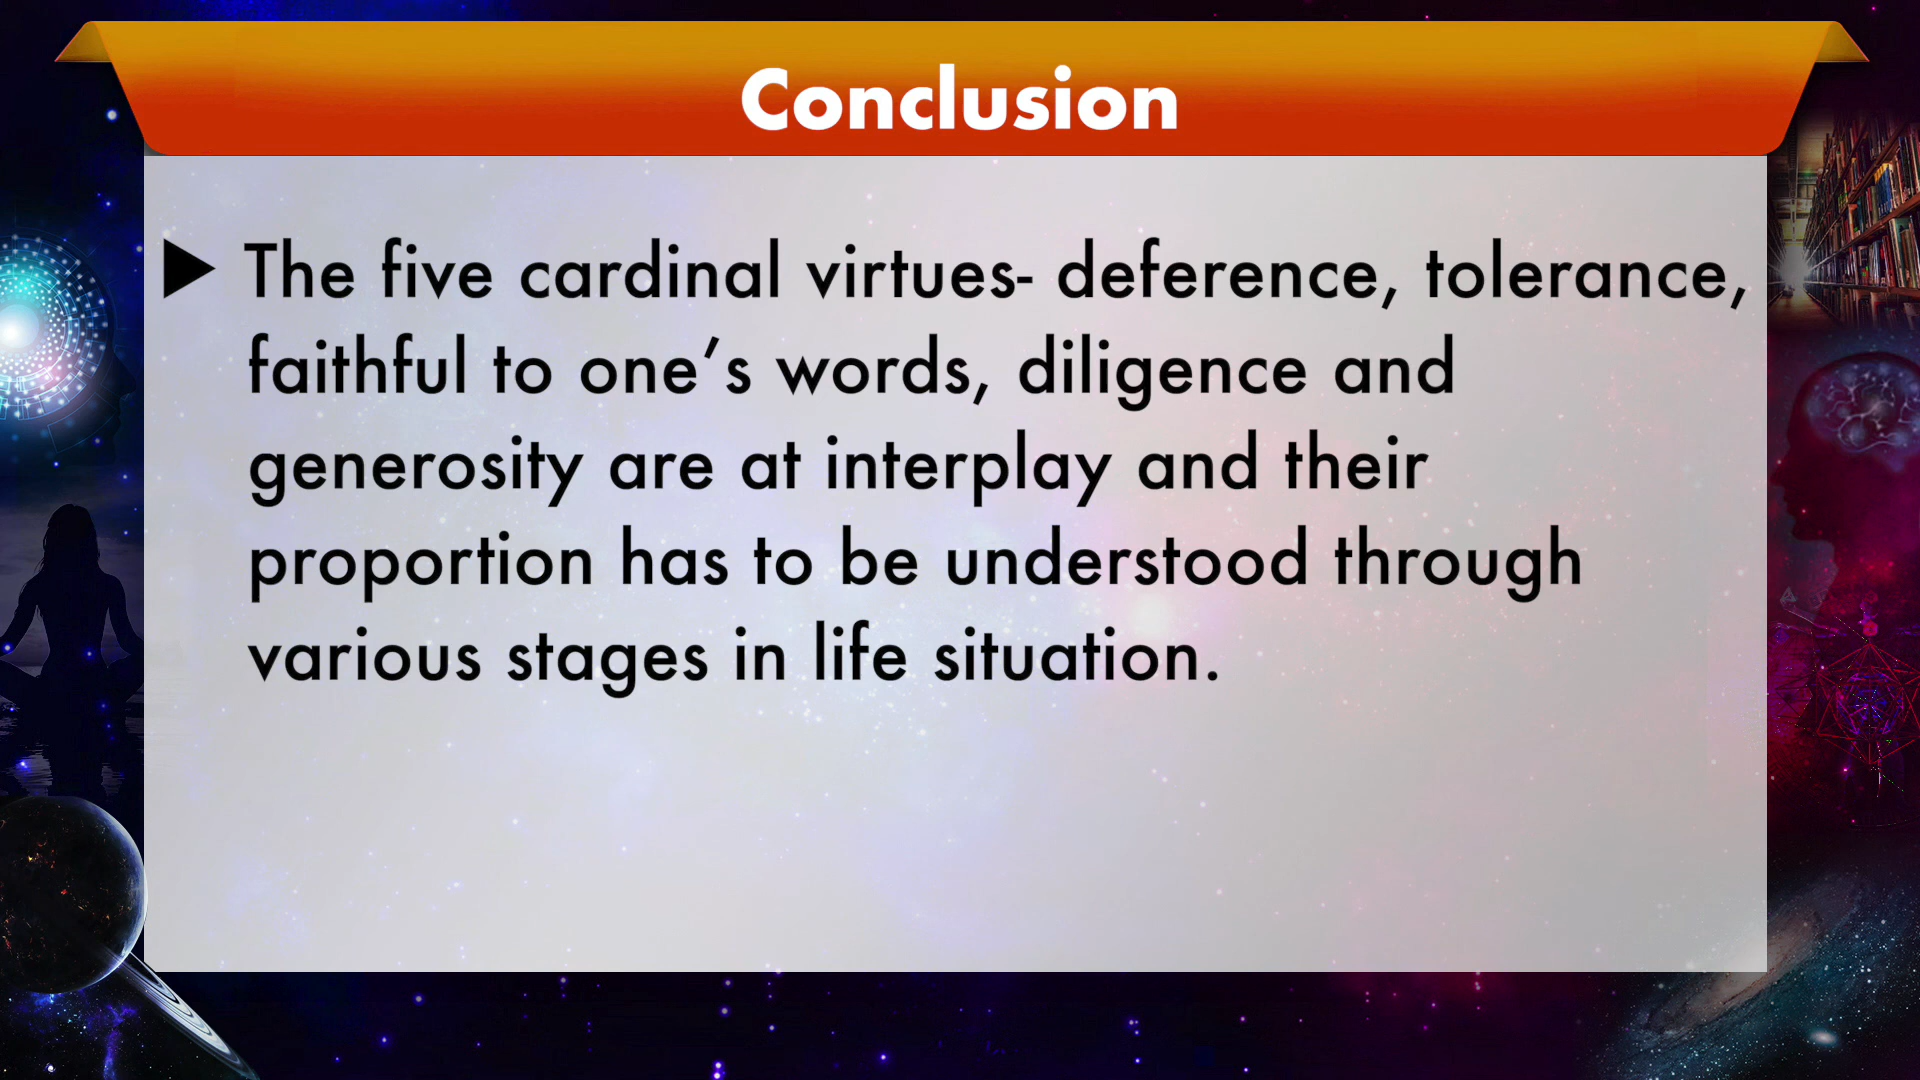 Conclusion
The five cardinal virtues- deference, tolerance,
faithful to one’s words, diligence and
generosity are at interplay and their
proportion has to be understood through
various stages in life situation.